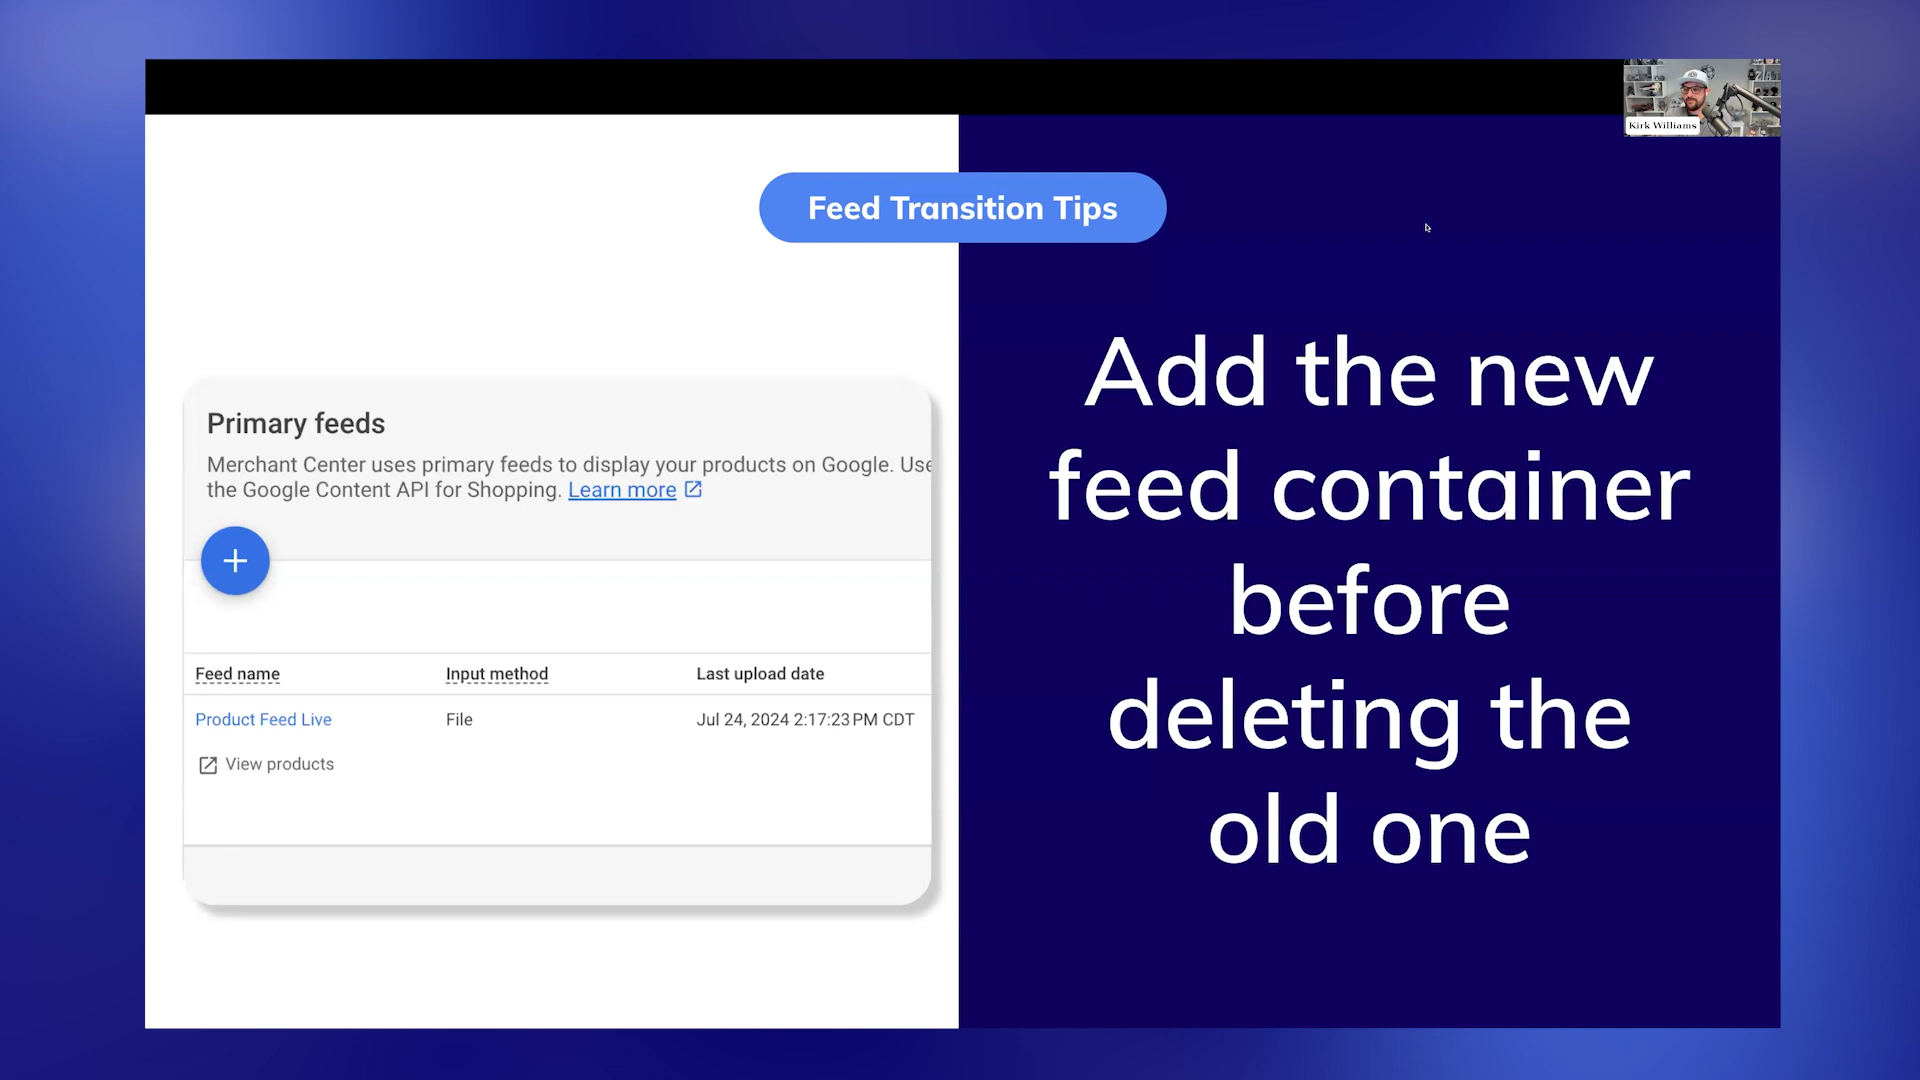 Kirk Williams
Feed Transition Tips
Primary feeds
Merchant Center uses primary feeds to display your products on Google. Use
the Google Content API for Shopping. Learn more
Feed name Input method Last upload date
Product Feed Live File Jul 24, 2024 2:17:23 PM CDT
View products
Add the new
feed container
before
deleting the
old one